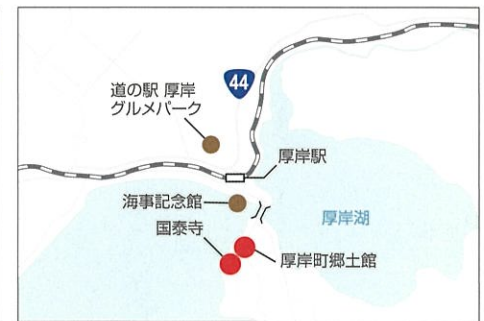 44
道の駅 厚岸
グルメパーク
厚岸駅
海事記念館
厚岸湖
国泰寺
厚岸町郷土館